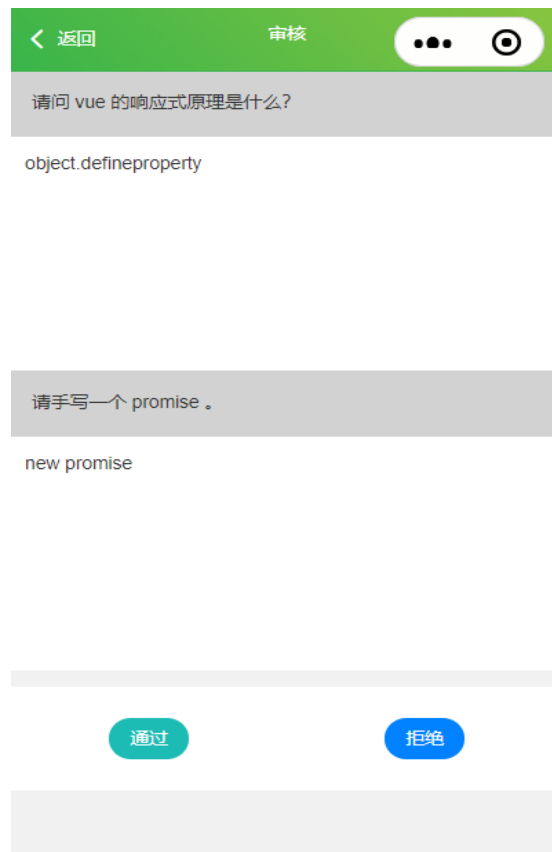 返回
审核
请问 vue 的响应式原理是什么?
object.defineproperty
请手写一个 promise 。
new promise
通过
拒绝